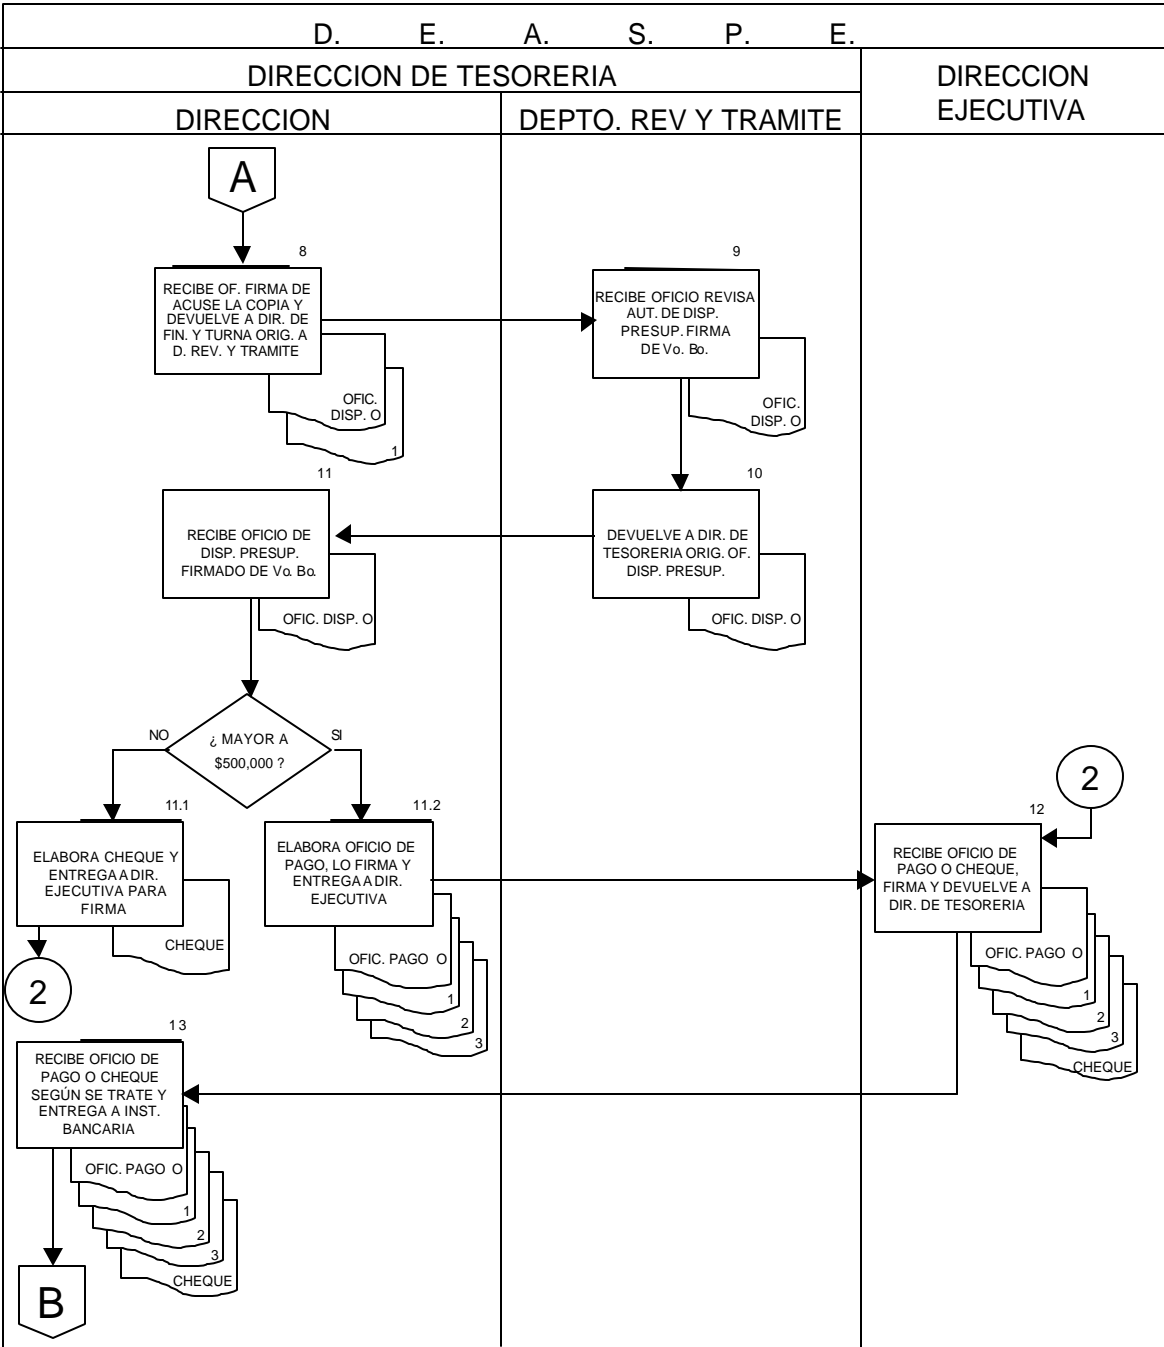 D. E. A. S. P. E.
DIRECCION DE TESORERIA
DIRECCION
EJECUTIVA
DIRECCION
DEPTO. REV Y TRAMITE
A
8
RECIBE OF. FIRMA DE
ACUSE LA COPIA Y
DEVUELVE A DIR. DE
FIN. Y TURNA ORIG. A
D. REV. Y TRAMITE
OFIC.
DISP. O
1
9
RECIBE OFICIO REVISA
AUT. DE DISP.
PRESUP. FIRMA
DE Vo. Bo.
OFIC.
DISP. O
11
RECIBE OFICIO DE
DISP. PRESUP.
FIRMADO DE Vo. Bo.
OFIC. DISP. O
10
DEVUELVE A DIR. DE
TESORERIA ORIG. OF.
DISP. PRESUP.
OFIC. DISP. O
NO
¿ MAYOR A
$500,000 ?
SI
11.1
ELABORA CHEQUE Y
ENTREGA A DIR.
EJECUTIVA PARA
FIRMA
CHEQUE
2
11.2
ELABORA OFICIO DE
PAGO, LO FIRMA Y
ENTREGA A DIR.
EJECUTIVA
OFIC. PAGO O
1
2
3
2
12
RECIBE OFICIO DE
PAGO O CHEQUE,
FIRMA Y DEVUELVE A
DIR. DE TESORERIA
OFIC. PAGO O
1
2
3
CHEQUE
13
RECIBE OFICIO DE
PAGO O CHEQUE
SEGÚN SE TRATE Y
ENTREGA A INST.
BANCARIA
OFIC. PAGO O
1
2
3
CHEQUE
B